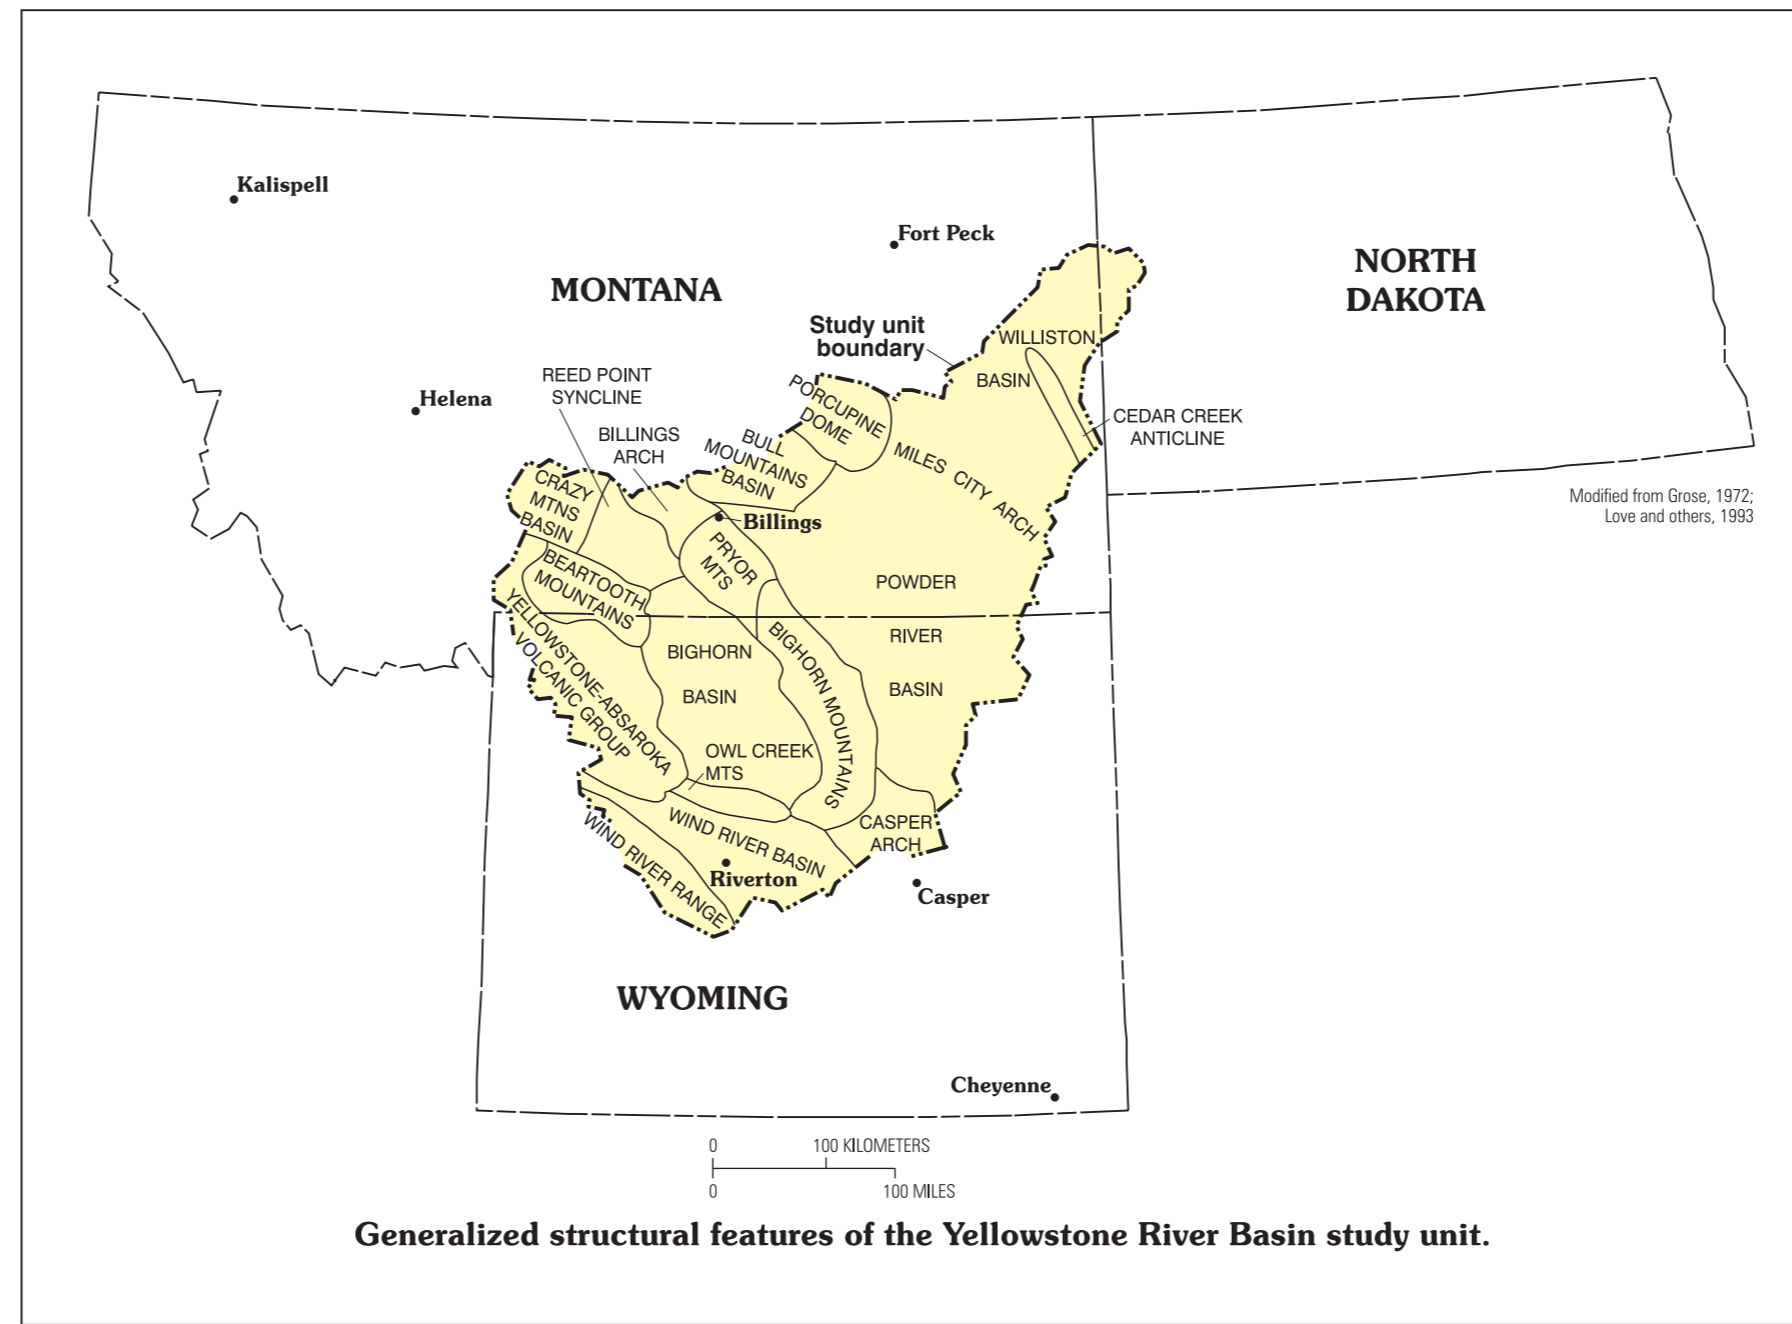 Kalispell
Fort Peck
MONTANA
NORTH
DAKOTA
Study unit
boundary
WILLISTON
BASIN
REED POINT
SYNCLINE
Helena
PORCUPINE
DOME
CEDAR CREEK
ANTICLINE
BILLINGS
ARCH
BULL
MOUNTAINS
BASIN
MILES CITY ARCH
CRAZY
MTNS
BASIN
Modified from Grose, 1972;
Love and others, 1993
Billings
PRYOR
MTS
BEARTOOTH
MOUNTAINS
POWDER
RIVER
BASIN
YELLOWSTONE-ABSAROKA
VOLCANIC GROUP
BIGHORN
BASIN
BIGHORN MOUNTAINS
OWL CREEK
MTS
WIND RIVER BASIN
CASPER
ARCH
WIND RIVER RANGE
Riverton
Casper
WYOMING
Cheyenne
0 100 KILOMETERS
0 100 MILES
Generalized structural features of the Yellowstone River Basin study unit.